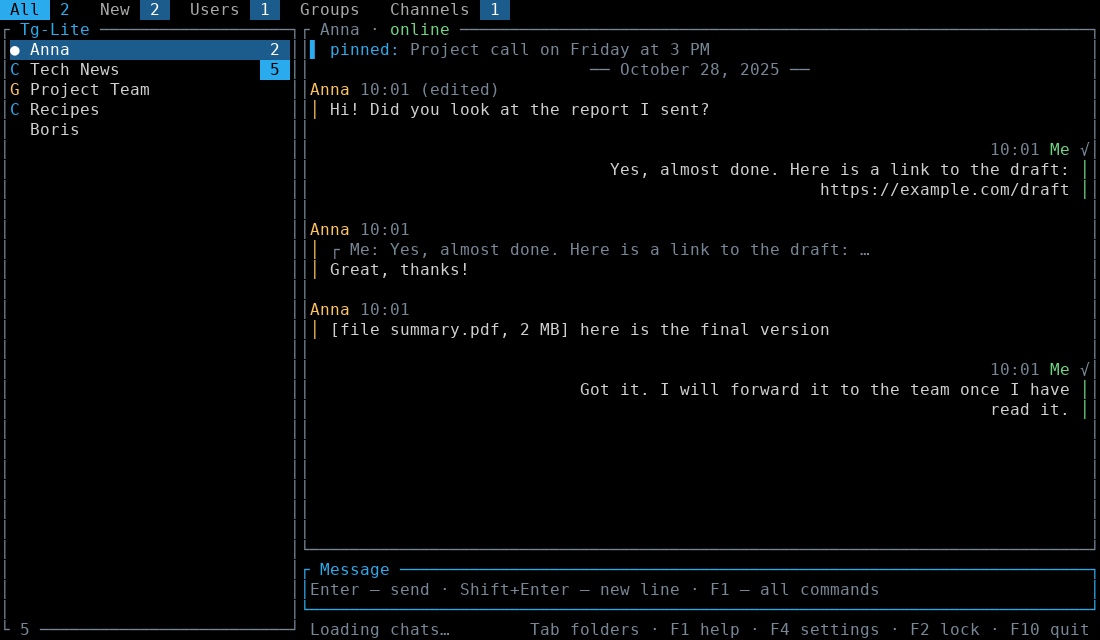 All 2 New 2 Users 1 Groups Channels 1
Tg-Lite
● Anna 2
C Tech News 5
G Project Team
C Recipes
Boris
5
Anna · online
pinned: Project call on Friday at 3 PM
── October 28, 2025 ──
Anna 10:01 (edited)
Hi! Did you look at the report I sent?
10:01 Me √
Yes, almost done. Here is a link to the draft:
https://example.com/draft
Anna 10:01
┌ Me: Yes, almost done. Here is a link to the draft: …
Great, thanks!
Anna 10:01
[file summary.pdf, 2 MB] here is the final version
10:01 Me √
Got it. I will forward it to the team once I have
read it.
Message
Enter — send · Shift+Enter — new line · F1 — all commands
Loading chats… Tab folders · F1 help · F4 settings · F2 lock · F10 quit